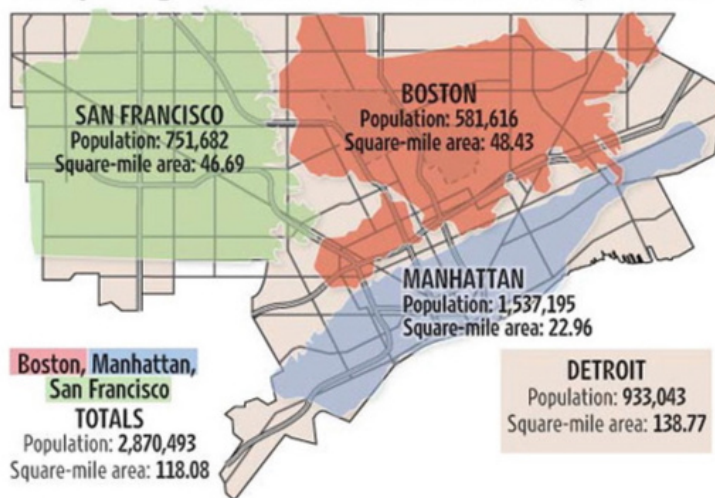 SAN FRANCISCO
Population: 751,682
Square-mile area: 46.69
BOSTON
Population: 581,616
Square-mile area: 48.43
MANHATTAN
Population: 1,537,195
Square-mile area: 22.96
Boston, Manhattan,
San Francisco
TOTALS
Population: 2,870,493
Square-mile area: 118.08
DETROIT
Population: 933,043
Square-mile area: 138.77